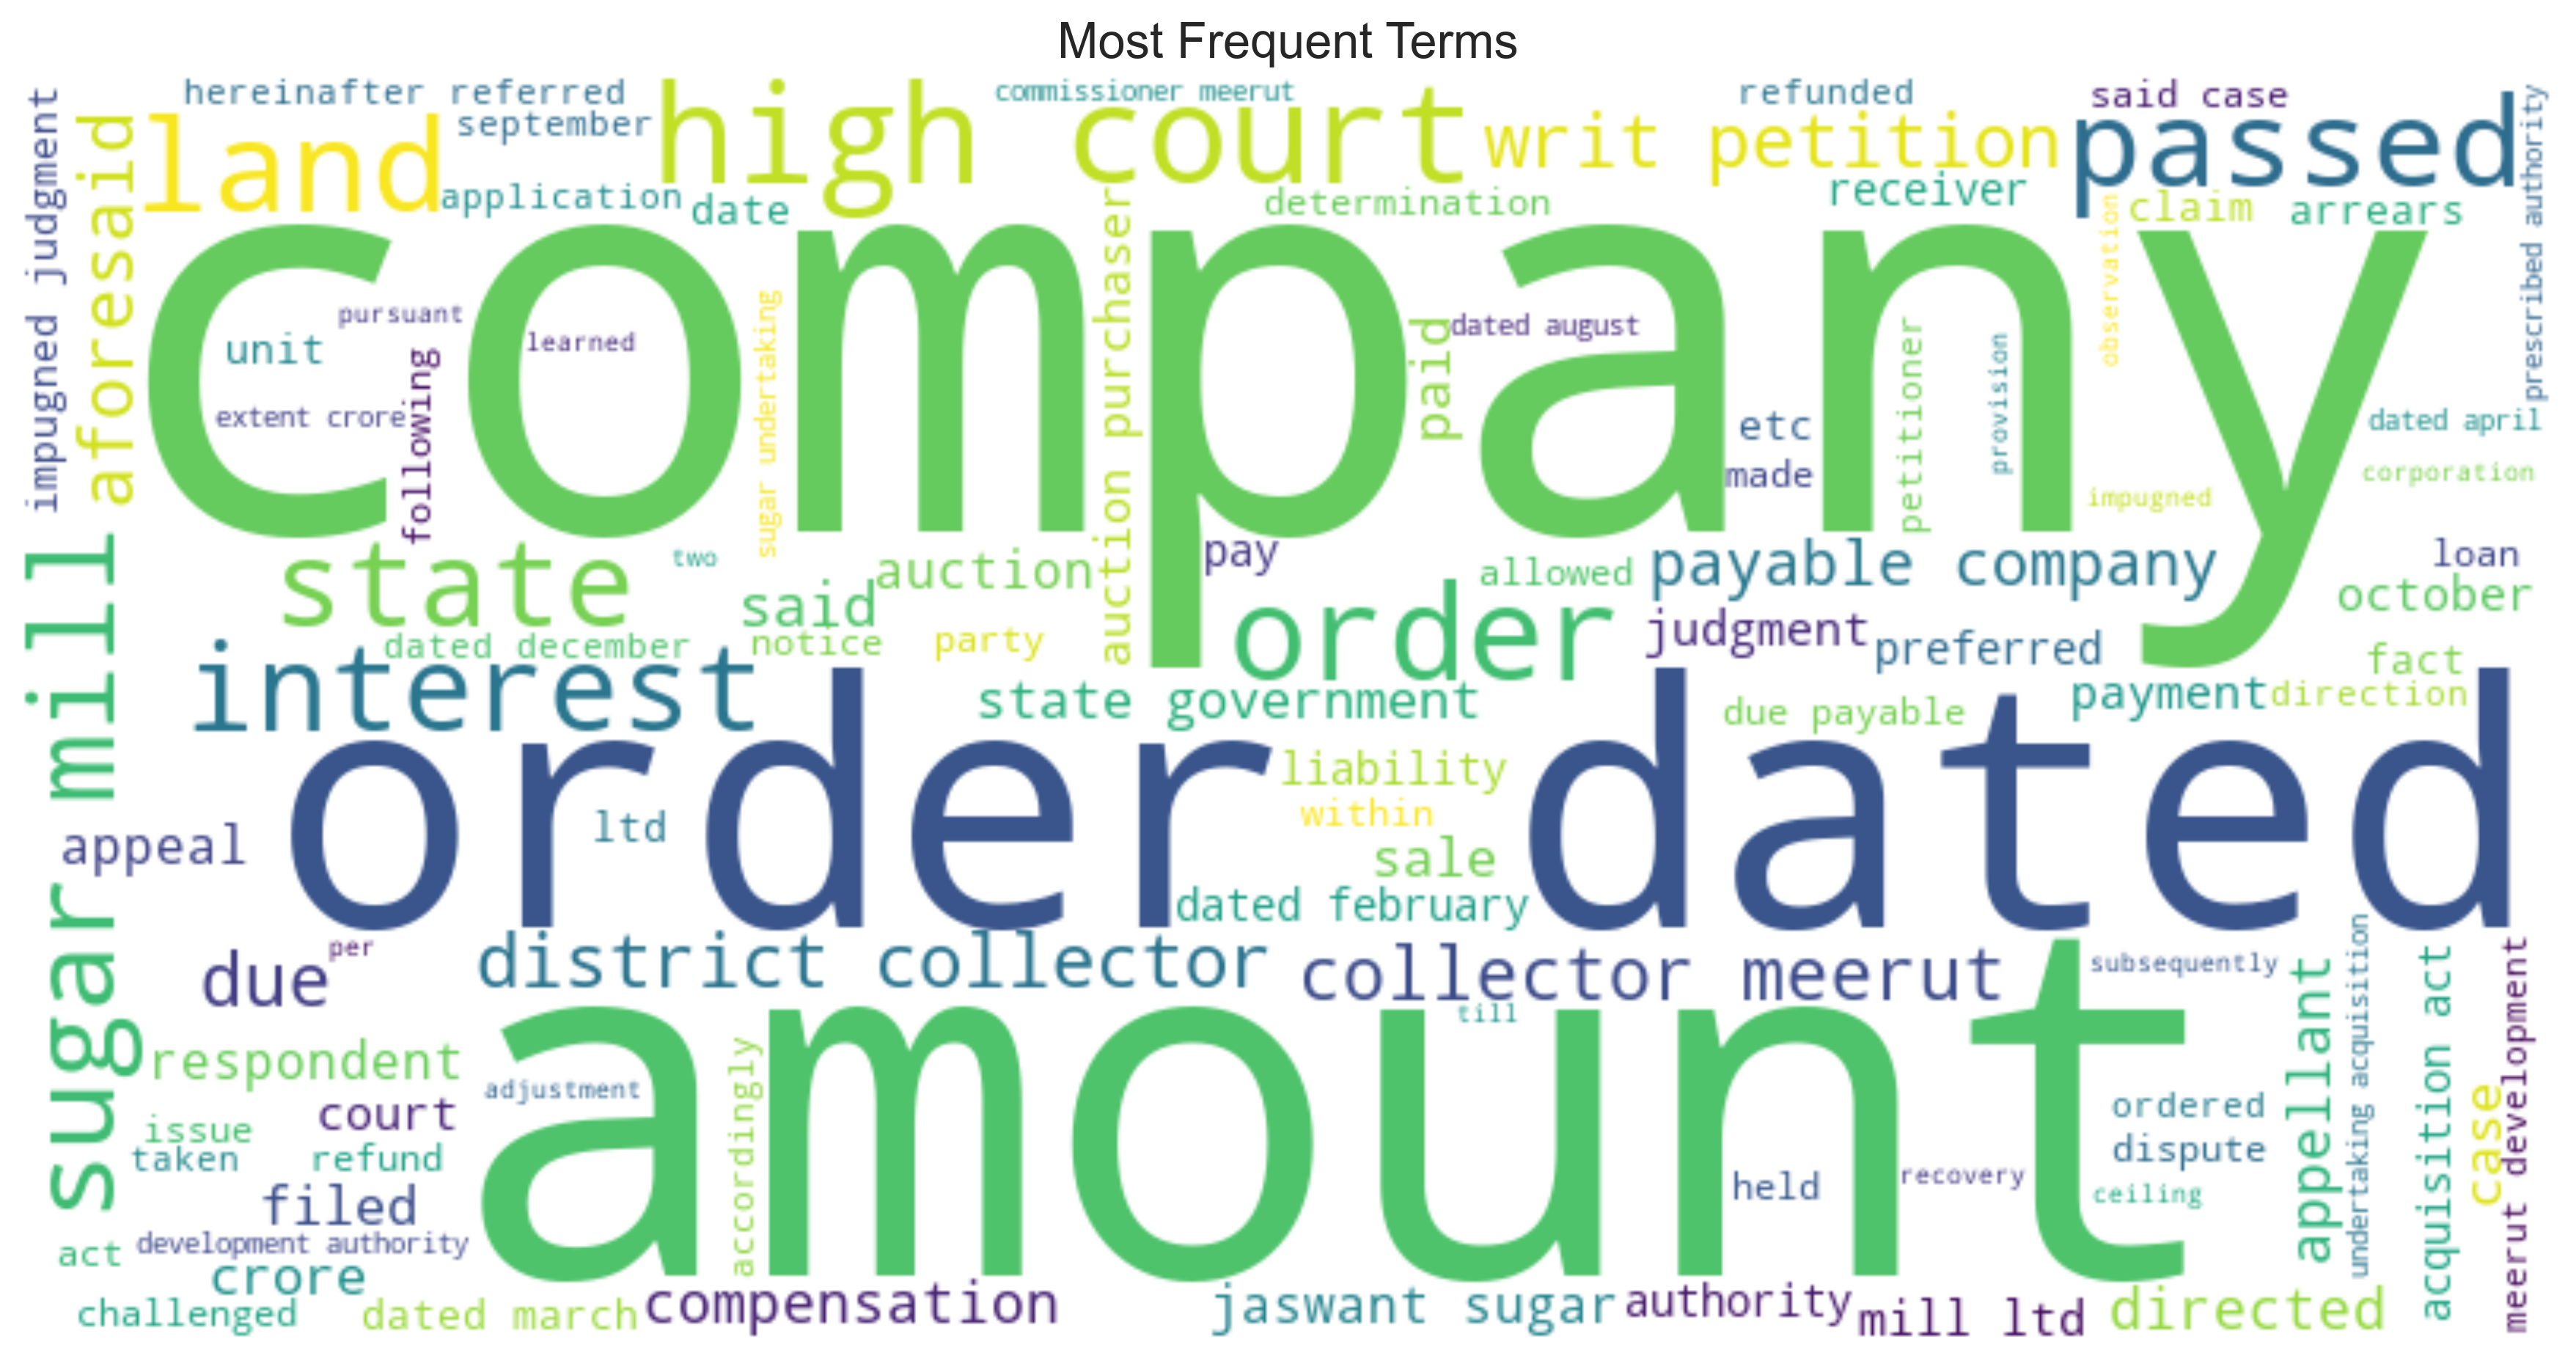 Most Frequent Terms
hereinafter referred
commissioner meerut
refunded
said case
september
land
high court
writ petition
passed
impugned judgment
aforesaid
application
date
determination
receiver
claim
arrears
prescribed authority
company
pursuant
unit
learned
extent crore
following
sugar undertaking
auction purchaser
paid
dated august
etc
made
petitioner
provision
observation
dated april
corporation
impugned
sugar mill
state
two
auction
said
pay
allowed
payable company
loan
october
dated december
notice
party
order
judgment
preferred
fact
interest
state government
due payable
payment
direction
order dated
liability
within
ltd
appeal
sale
dated february
per
due
district collector
collector meerut
subsequently
amount
till
respondent
adjustment
accordingly
court
issue
taken
refund
filed
held
recovery
ordered
dispute
ceiling
appellant
undertaking acquisition
acquisition act
case
meerut development
act
development authority
crore
challenged
dated march
compensation
jaswant sugar
authority
mill ltd
directed